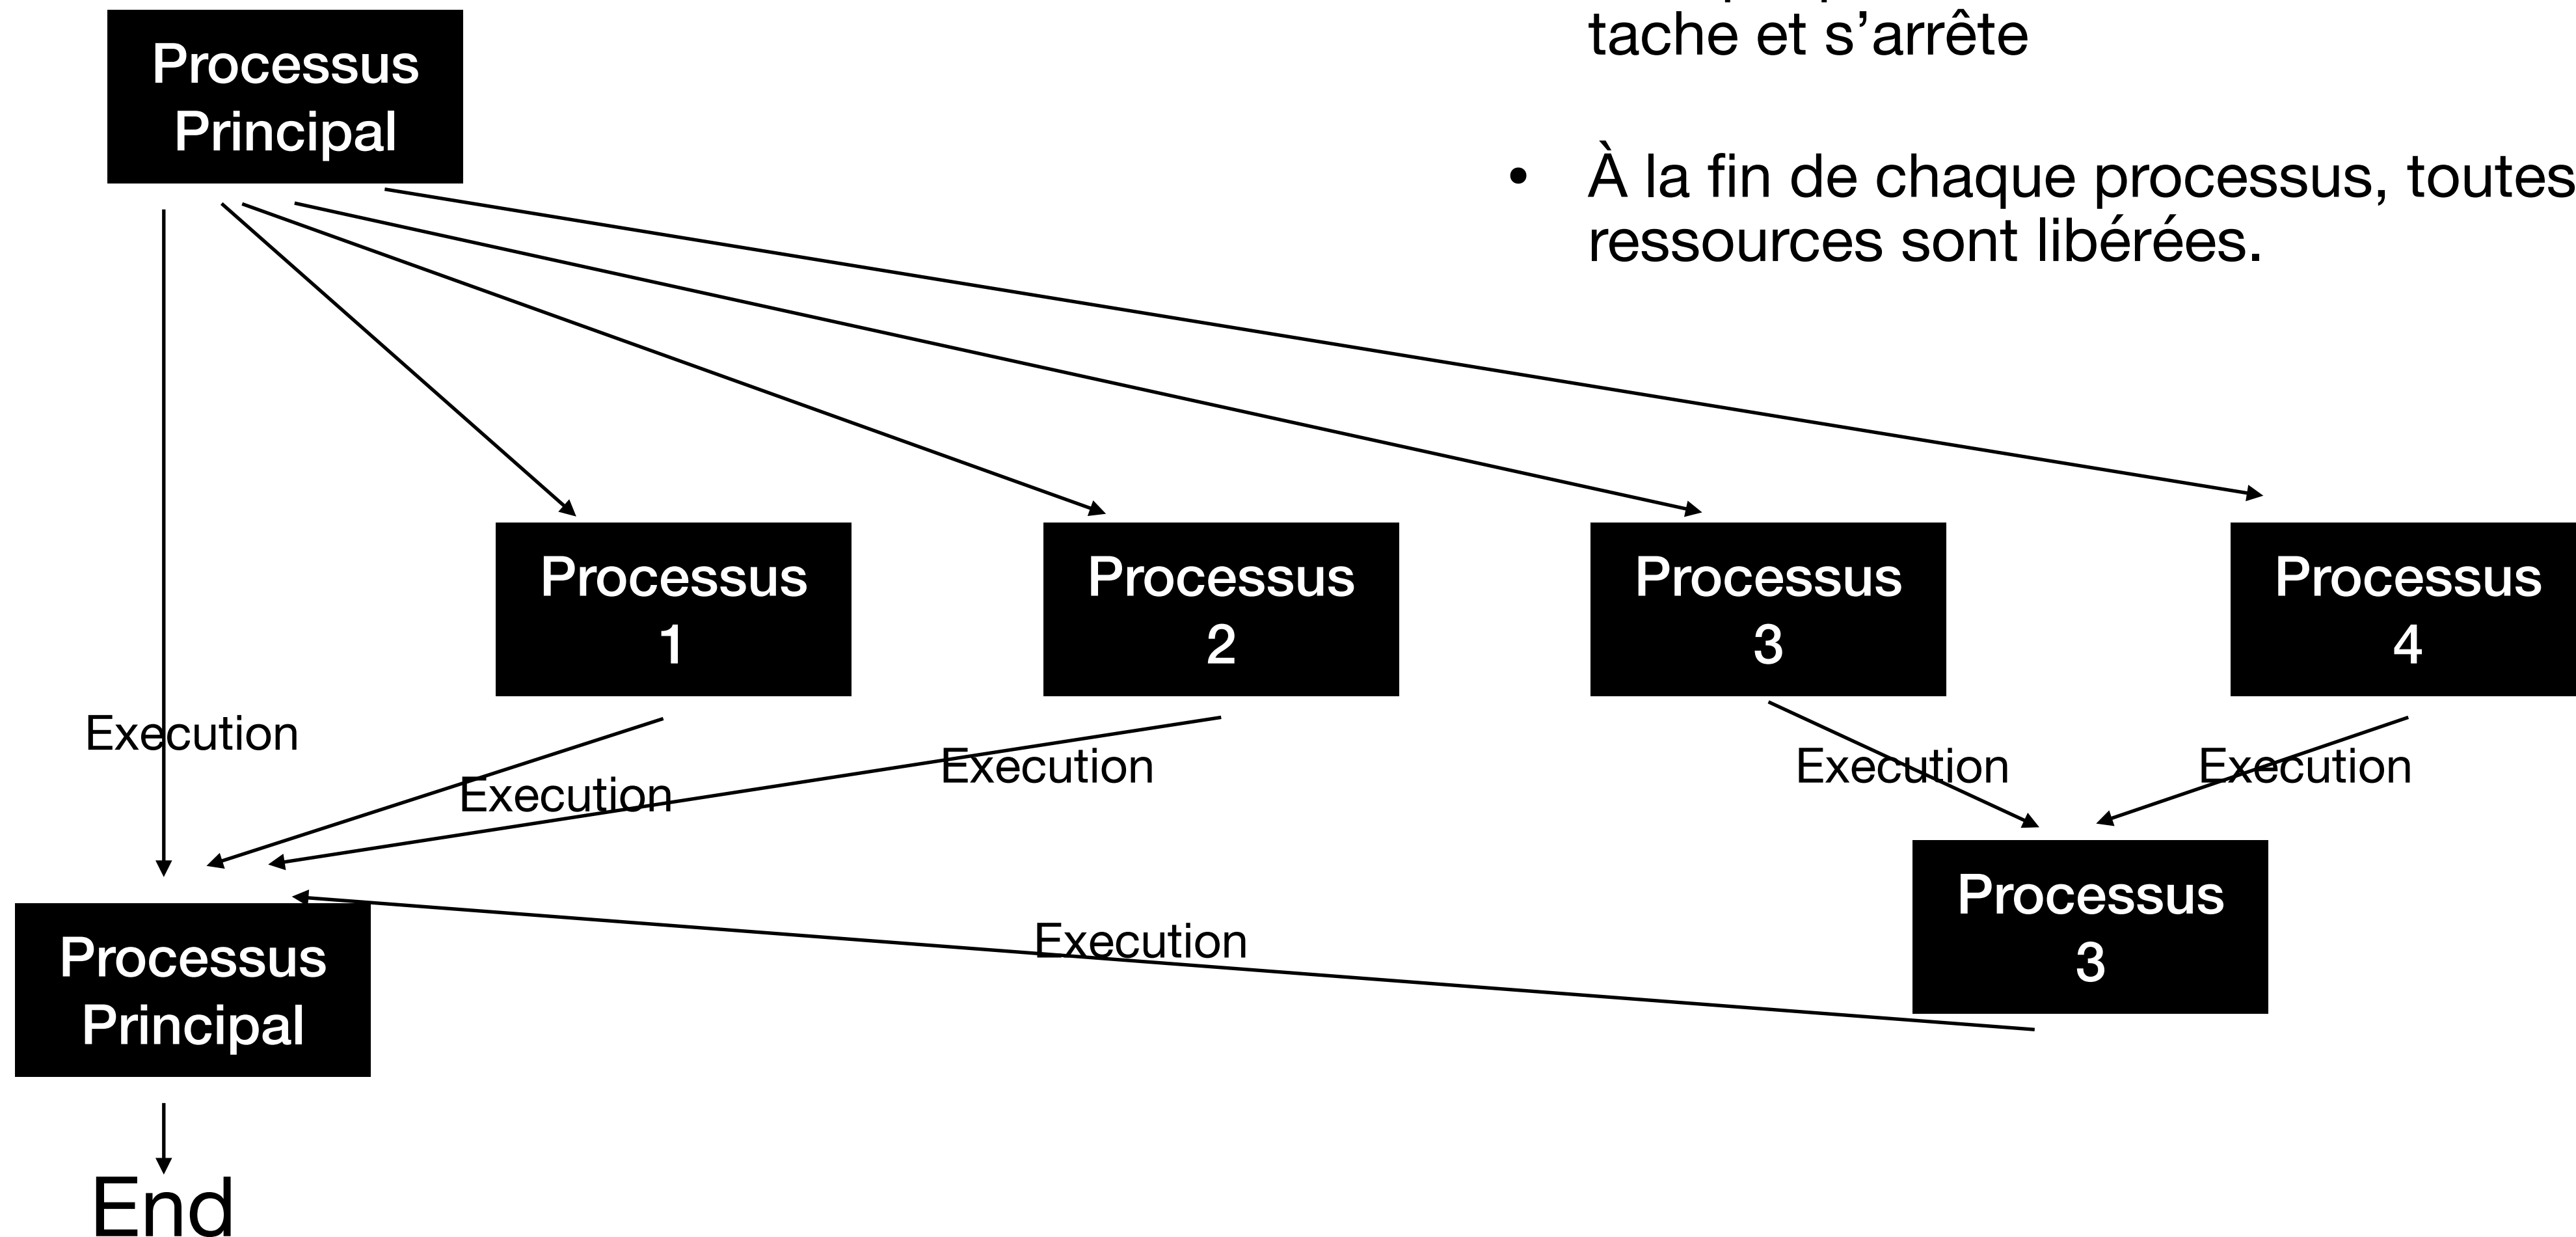 Processus
Principal
tache et s’arrête
• À la fin de chaque processus, toutes
ressources sont libérées.
Processus
1
Processus
2
Processus
3
Processus
4
Execution
Execution
Execution
Execution
Execution
Processus
3
Execution
Processus
Principal
End